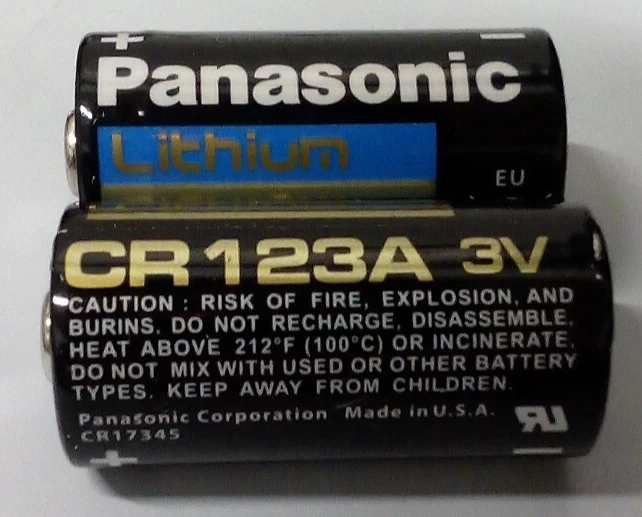 + –
Panasonic
Lithium
EU
CR123A 3V
CAUTION : RISK OF FIRE, EXPLOSION, AND
BURINS. DO NOT RECHARGE, DISASSEMBLE,
HEAT ABOVE 212°F (100°C) OR INCINERATE,
DO NOT MIX WITH USED OR OTHER BATTERY
TYPES. KEEP AWAY FROM CHILDREN.
Panasonic Corporation Made in U.S.A.
CR17345
+ –